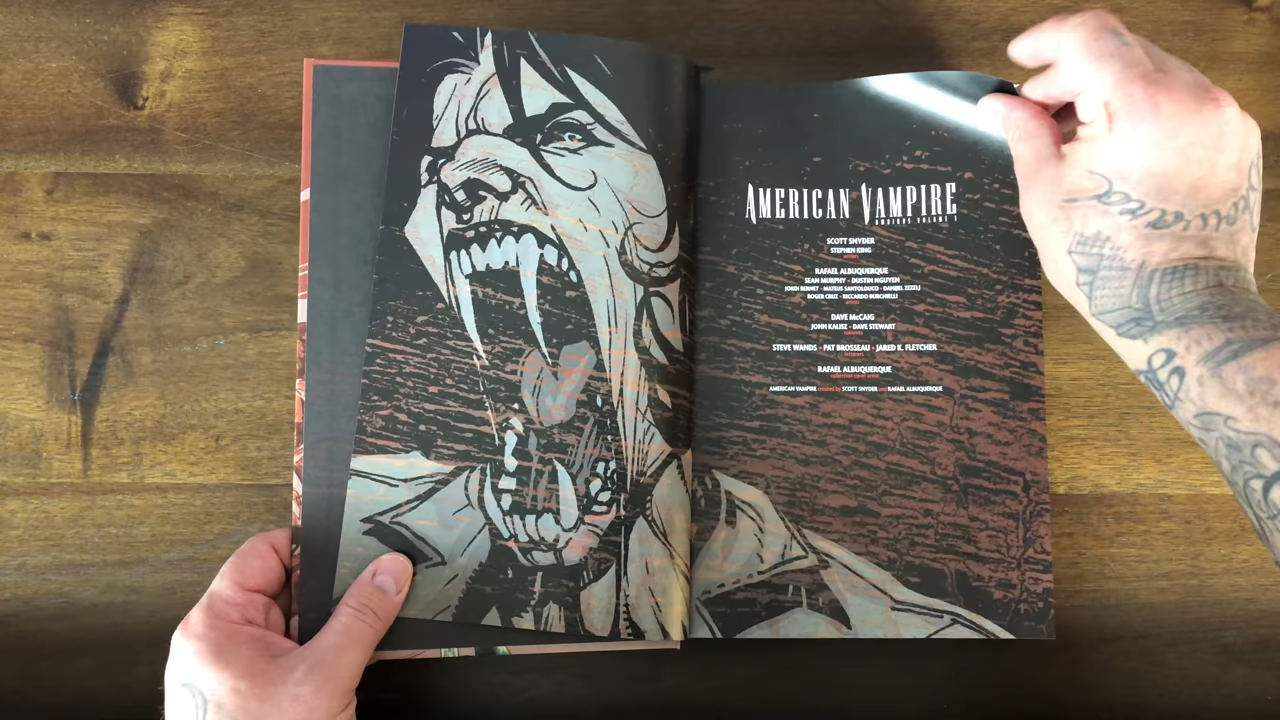 AMERICAN VAMPIRE
OMNIBUS VOLUME 1
SCOTT SNYDER
STEPHEN KING
writers
RAFAEL ALBUQUERQUE
SEAN MURPHY - DUSTIN NGUYEN
JORDI BERNET - MATEUS SANTOLOUCO - DANIJEL ZEZELJ
ROGER CRUZ - RICCARDO BURCHIELLI
artists
DAVE McCAIG
JOHN KALISZ - DAVE STEWART
colorists
STEVE WANDS - PAT BROSSEAU - JARED K. FLETCHER
letterers
RAFAEL ALBUQUERQUE
collection cover artist
AMERICAN VAMPIRE created by SCOTT SNYDER and RAFAEL ALBUQUERQUE